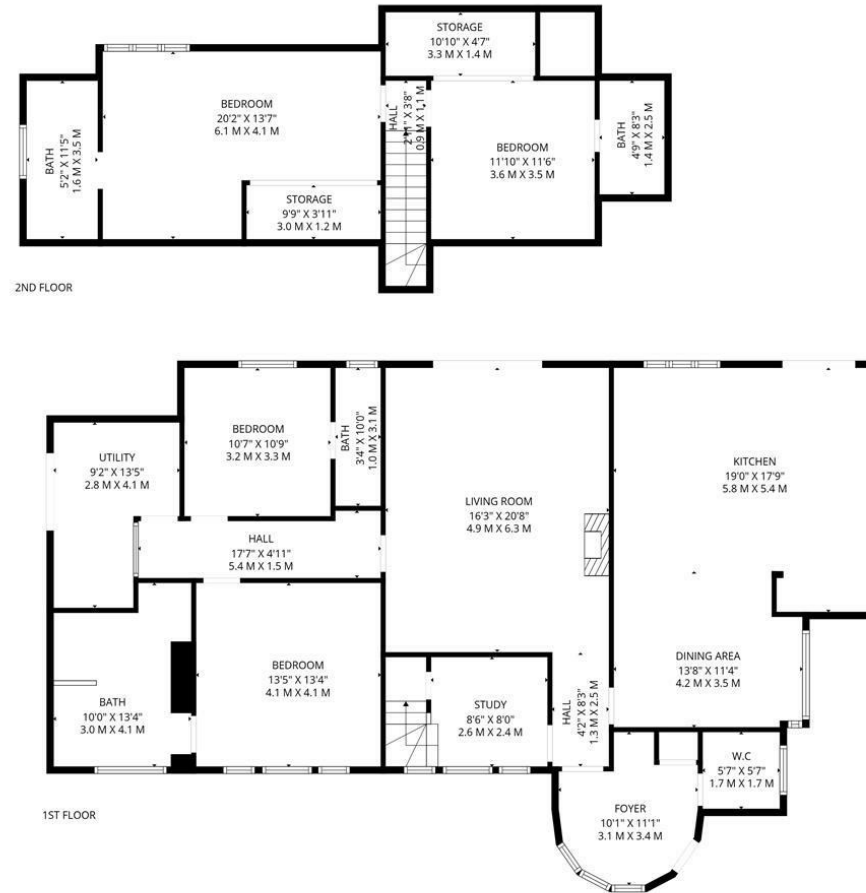 STORAGE
10'10" X 4'7"
3.3 M X 1.4 M
BEDROOM
20'2" X 13'7"
6.1 M X 4.1 M
HALL
2'11" X 3'8"
0.9 M X 1.1 M
BATH
5'2" X 11'5"
1.6 M X 3.5 M
BEDROOM
11'10" X 11'6"
3.6 M X 3.5 M
BATH
4'9" X 8'3"
1.4 M X 2.5 M
STORAGE
9'9" X 3'11"
3.0 M X 1.2 M
2ND FLOOR
BEDROOM
10'7" X 10'9"
3.2 M X 3.3 M
BATH
3'4" X 10'0"
1.0 M X 3.1 M
UTILITY
9'2" X 13'5"
2.8 M X 4.1 M
KITCHEN
19'0" X 17'9"
5.8 M X 5.4 M
LIVING ROOM
16'3" X 20'8"
4.9 M X 6.3 M
HALL
17'7" X 4'11"
5.4 M X 1.5 M
DINING AREA
13'8" X 11'4"
4.2 M X 3.5 M
BEDROOM
13'5" X 13'4"
4.1 M X 4.1 M
BATH
10'0" X 13'4"
3.0 M X 4.1 M
STUDY
8'6" X 8'0"
2.6 M X 2.4 M
HALL
4'2" X 8'3"
1.3 M X 2.5 M
W.C
5'7" X 5'7"
1.7 M X 1.7 M
FOYER
10'1" X 11'1"
3.1 M X 3.4 M
1ST FLOOR